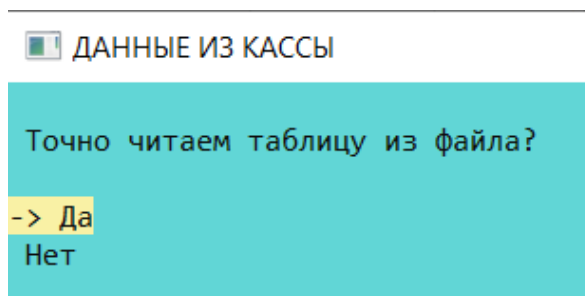 ДАННЫЕ ИЗ КАССЫ
Точно читаем таблицу из файла?
-> Да
Нет